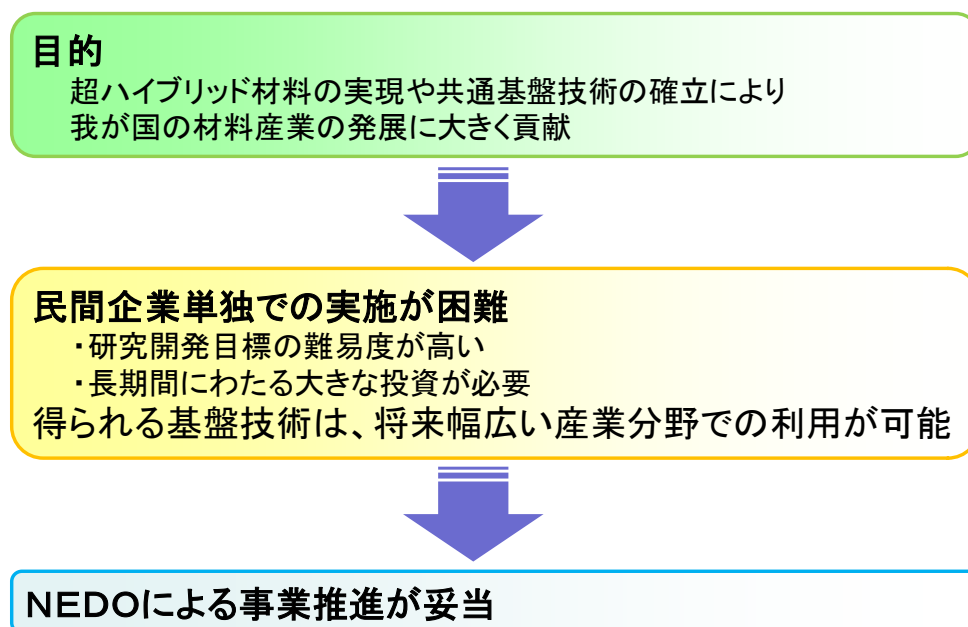 目的
超ハイブリッド材料の実現や共通基盤技術の確立により
我が国の材料産業の発展に大きく貢献
民間企業単独での実施が困難
・研究開発目標の難易度が高い
・長期間にわたる大きな投資が必要
得られる基盤技術は、将来幅広い産業分野での利用が可能
NEDOによる事業推進が妥当